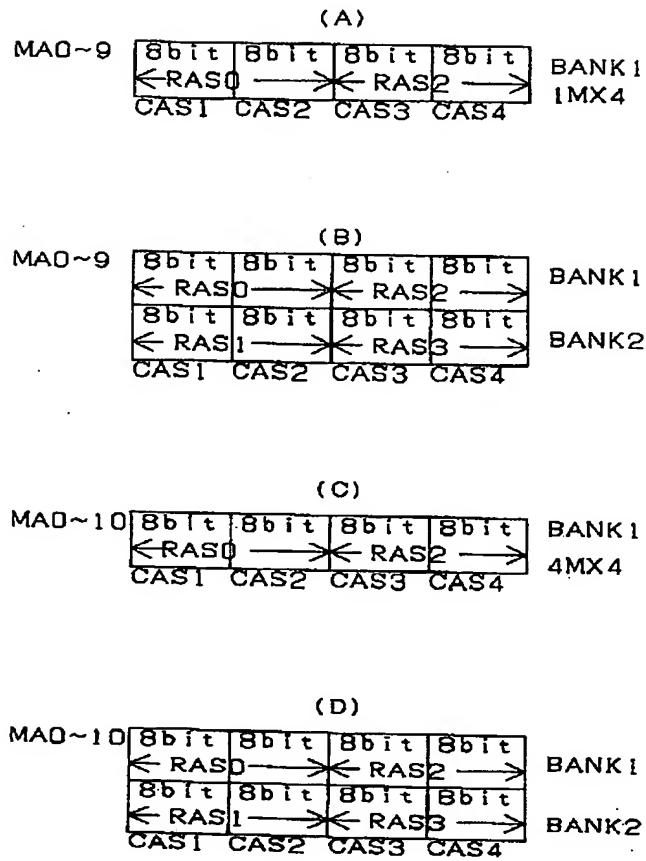 (A)
MA0~9 8bit 8bit 8bit 8bit BANK1
RAS0 RAS2 1MX4
CAS1 CAS2 CAS3 CAS4
(B)
MA0~9 8bit 8bit 8bit 8bit BANK1
RAS0 RAS2
8bit 8bit 8bit 8bit BANK2
RAS1 RAS3
CAS1 CAS2 CAS3 CAS4
(C)
MA0~10 8bit 8bit 8bit 8bit BANK1
RAS0 RAS2 4MX4
CAS1 CAS2 CAS3 CAS4
(D)
MA0~10 8bit 8bit 8bit 8bit BANK1
RAS0 RAS2
8bit 8bit 8bit 8bit BANK2
RAS1 RAS3
CAS1 CAS2 CAS3 CAS4